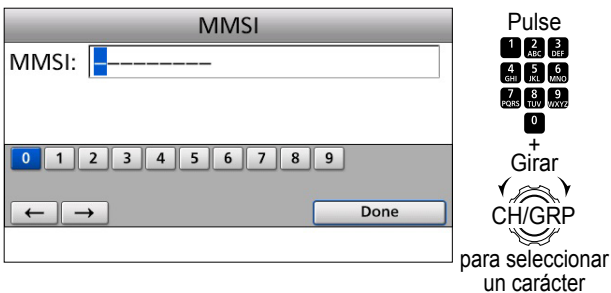 MMSI
MMSI: _ – – – – – – – –
0 1 2 3 4 5 6 7 8 9
← →
Done
Pulse
1 2 ABC 3 DEF
4 GHI 5 JKL 6 MNO
7 PQRS 8 TUV 9 WXYZ
0
+
Girar
CH/GRP
para seleccionar
un carácter